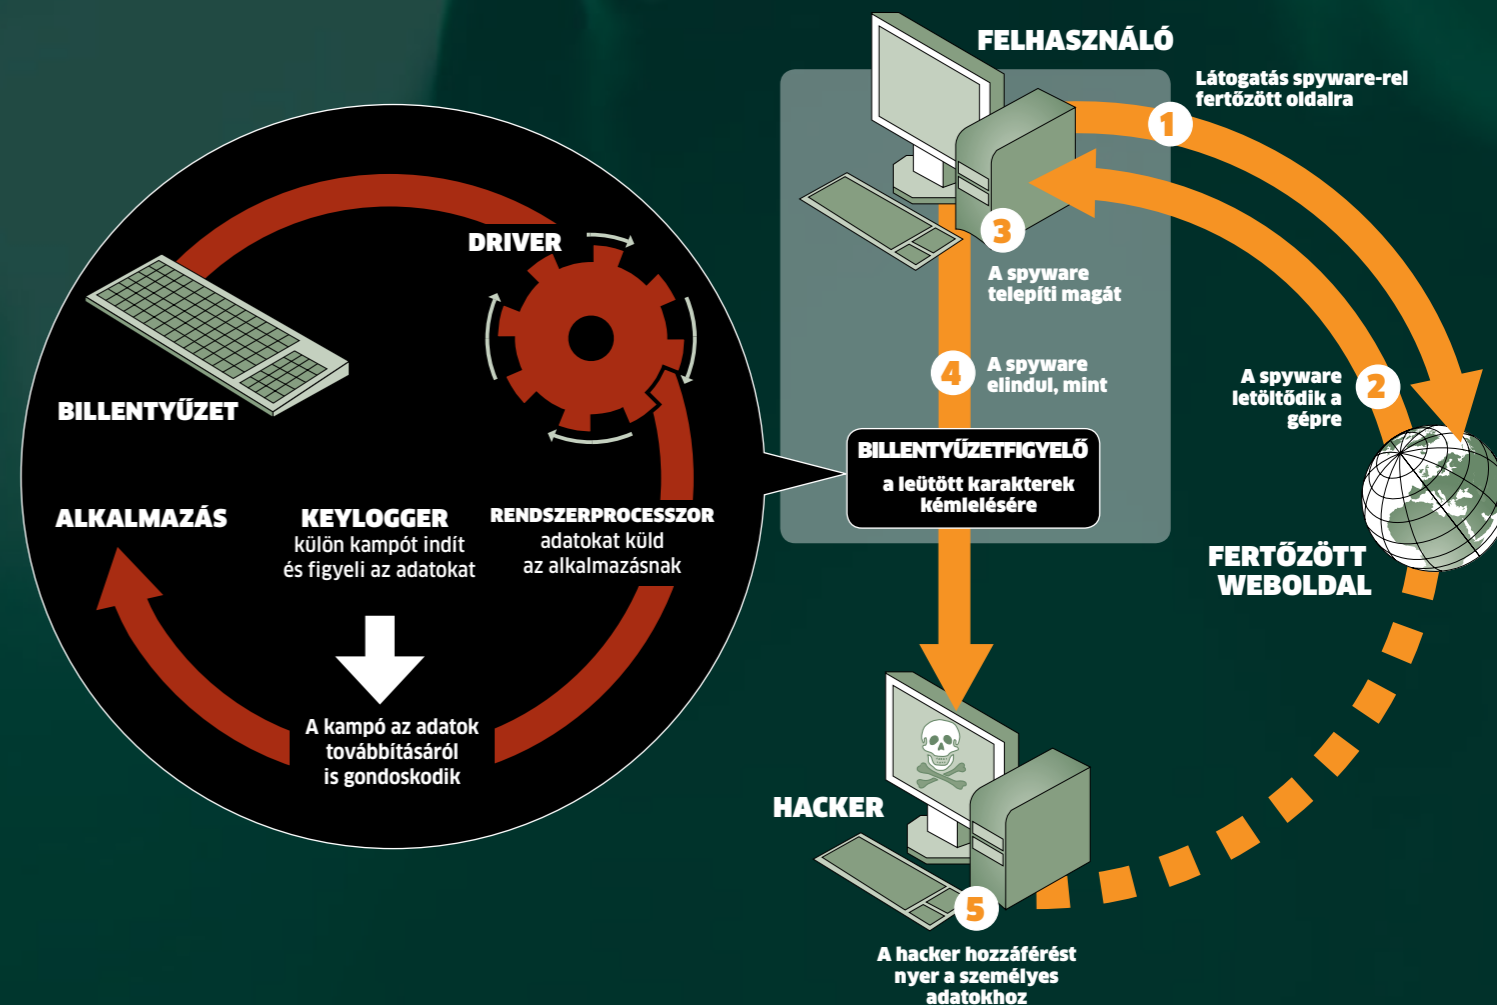 FELHASZNÁLÓ
1
Látogatás spyware-rel
fertőzött oldalra
2
A spyware
letöltődik a
gépre
FERTŐZÖTT
WEBOLDAL
3
A spyware
telepíti magát
4
A spyware
elindul, mint
BILLENTYŰZETFIGYELŐ
a leütött karakterek
kémlelésére
DRIVER
BILLENTYŰZET
ALKALMAZÁS
KEYLOGGER
külön kampót indít
és figyeli az adatokat
RENDSZERPROCESSZOR
adatokat küld
az alkalmazásnak
A kampó az adatok
továbbításáról
is gondoskodik
HACKER
5
A hacker hozzáférést
nyer a személyes
adatokhoz